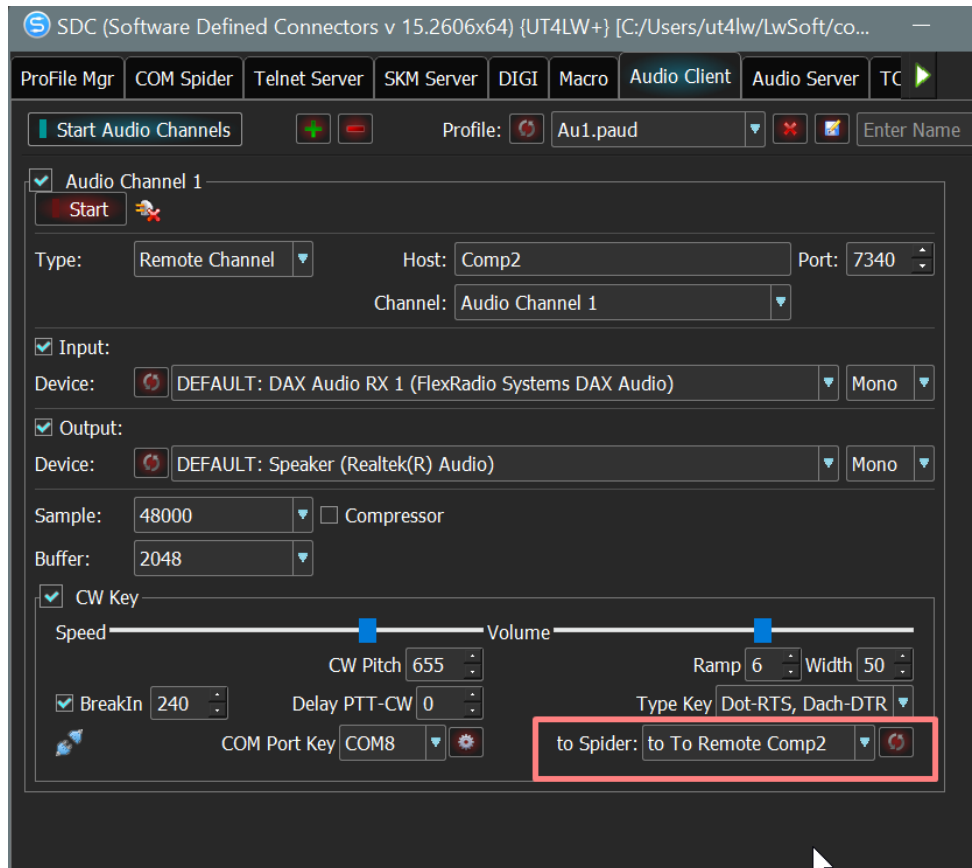 SDC (Software Defined Connectors v 15.2606x64) {UT4LW+} [C:/Users/ut4lw/LwSoft/co...
ProFile Mgr COM Spider Telnet Server SKM Server DIGI Macro Audio Client Audio Server TC
Start Audio Channels Profile: Au1.paud Enter Name
Audio Channel 1
Start
Type: Remote Channel Host: Comp2 Port: 7340
Channel: Audio Channel 1
Input:
Device: DEFAULT: DAX Audio RX 1 (FlexRadio Systems DAX Audio) Mono
Output:
Device: DEFAULT: Speaker (Realtek(R) Audio) Mono
Sample: 48000 Compressor
Buffer: 2048
CW Key
Speed Volume
CW Pitch 655 Ramp 6 Width 50
BreakIn 240 Delay PTT-CW 0 Type Key Dot-RTS, Dach-DTR
COM Port Key COM8 to Spider: to To Remote Comp2